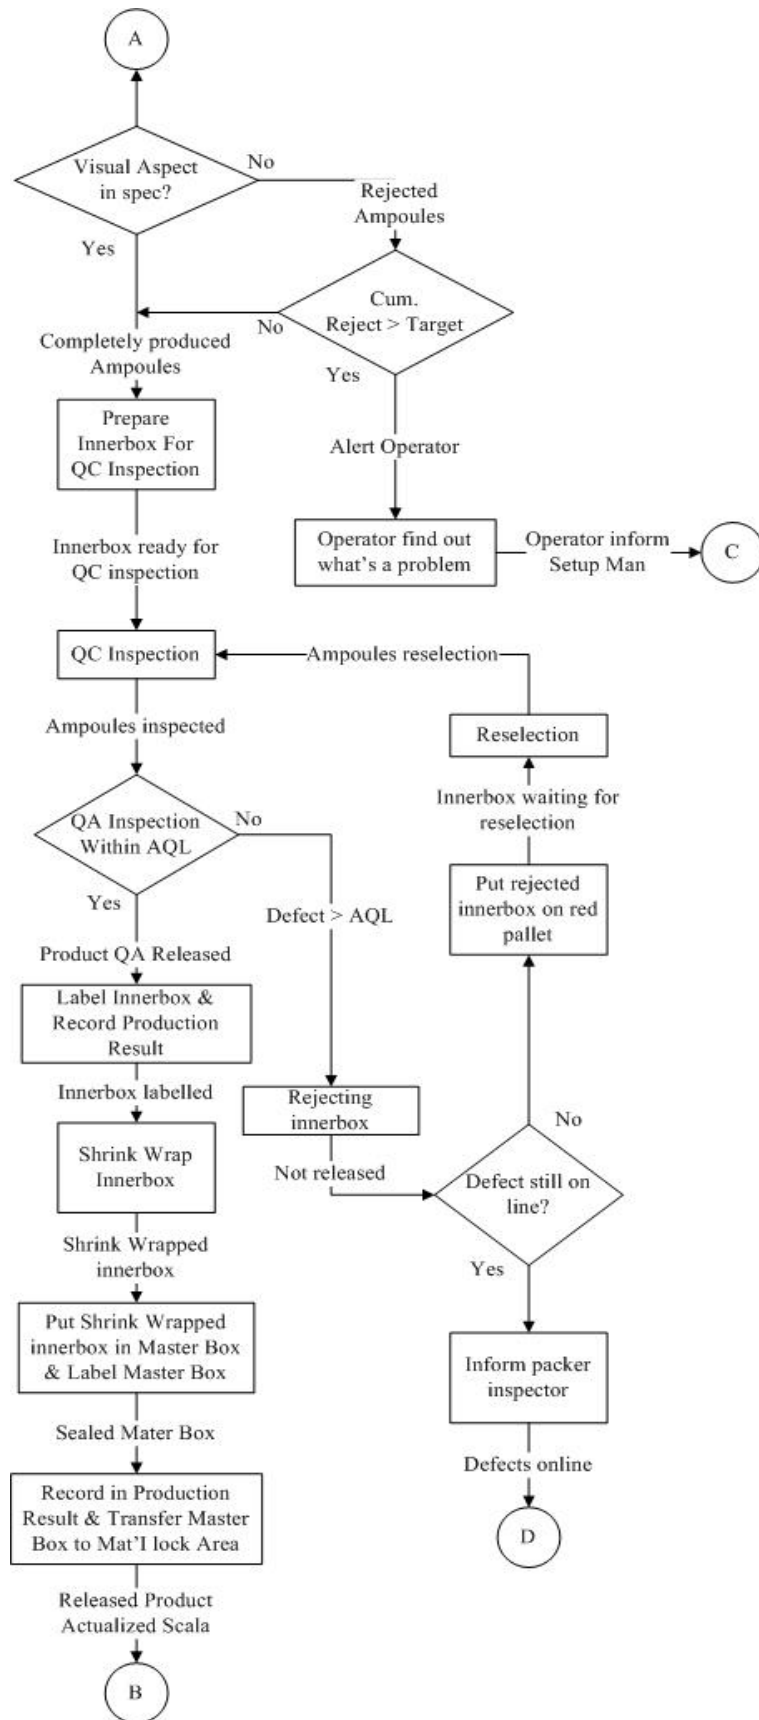 A
Visual Aspect
in spec?
No
Yes
Rejected
Ampoules
Cum.
Reject > Target
No
Yes
Completely produced
Ampoules
Prepare
Innerbox For
QC Inspection
Alert Operator
Operator find out
what's a problem
Operator inform
Setup Man
C
Innerbox ready for
QC inspection
QC Inspection
Ampoules reselection
Reselection
Innerbox waiting for
reselection
Put rejected
innerbox on red
pallet
Ampoules inspected
QA Inspection
Within AQL
No
Yes
Defect > AQL
Product QA Released
Label Innerbox &
Record Production
Result
Innerbox labelled
Rejecting
innerbox
Not released
Defect still on
line?
No
Yes
Shrink Wrap
Innerbox
Shrink Wrapped
innerbox
Put Shrink Wrapped
innerbox in Master Box
& Label Master Box
Inform packer
inspector
Defects online
D
Sealed Mater Box
Record in Production
Result & Transfer Master
Box to Mat'I lock Area
Released Product
Actualized Scala
B